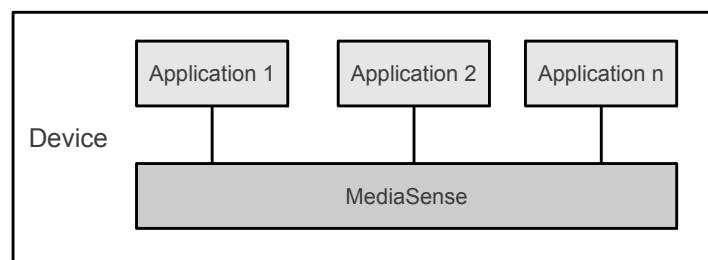 Application 1
Application 2
Application n
Device
MediaSense